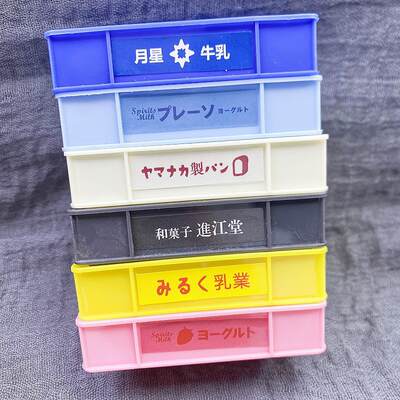 月星 牛乳
Spirits Milk プレーソ ヨーグルト
ヤマナカ製パン
和菓子 進江堂
みるく乳業
Spirits Milk ヨーグルト